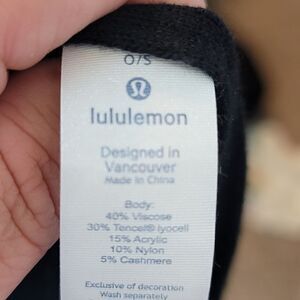 O/S
lululemon
Designed in
Vancouver
Made in China
Body:
40% Viscose
30% Tencel® lyocell
15% Acrylic
10% Nylon
5% Cashmere
Exclusive of decoration
Wash separately